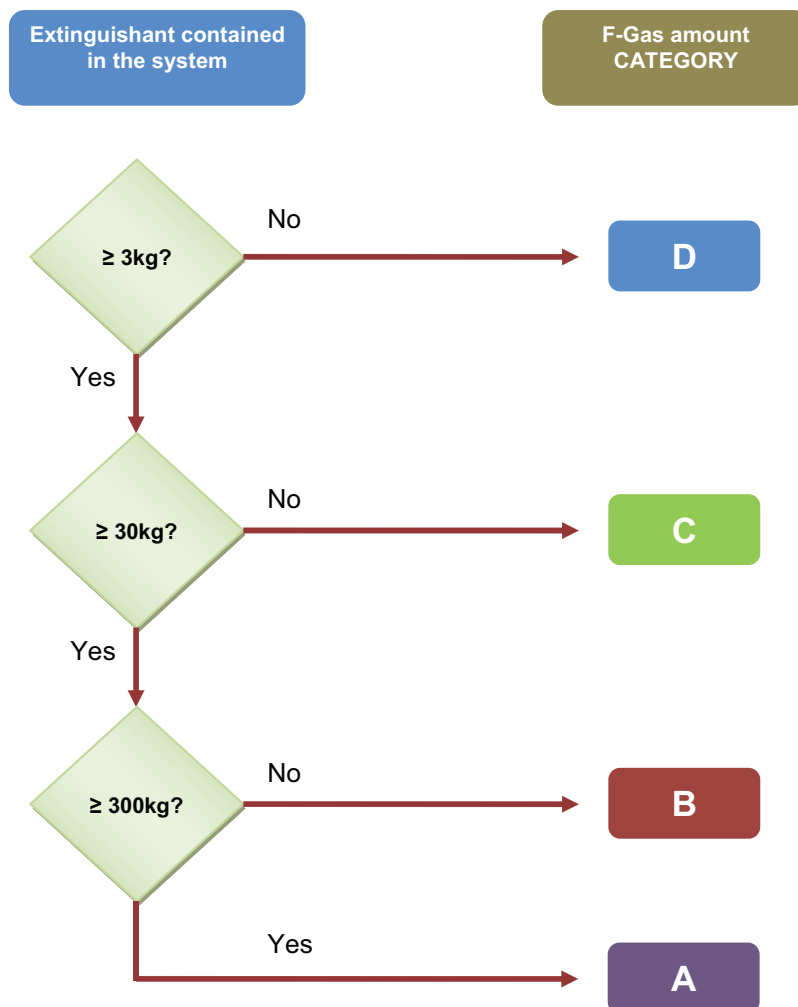 Extinguishant contained
in the system
F-Gas amount
CATEGORY
No
≥ 3kg?
D
Yes
No
≥ 30kg?
C
Yes
No
≥ 300kg?
B
Yes
A